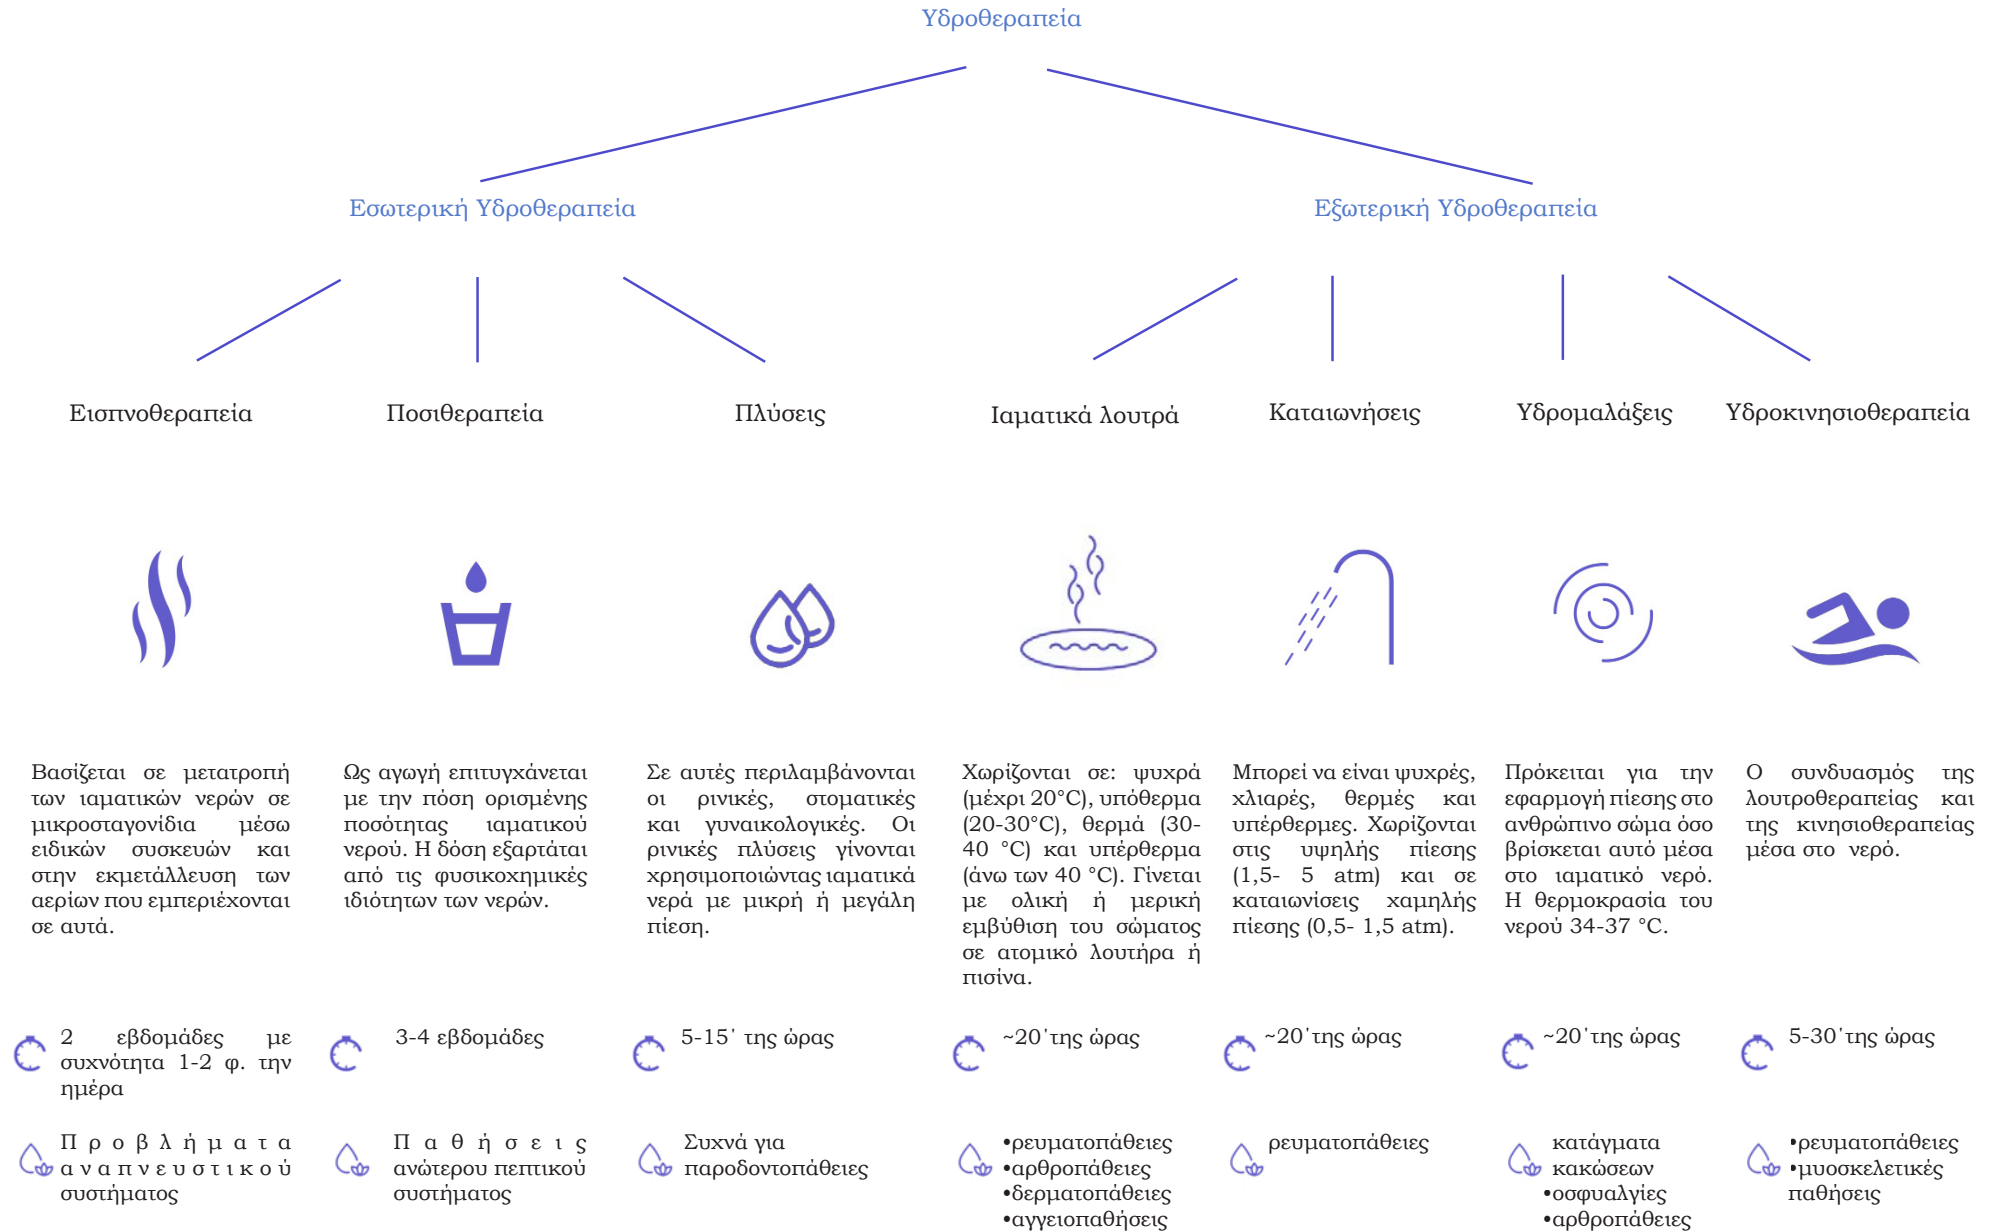 Υδροθεραπεία
Εσωτερική Υδροθεραπεία
Εξωτερική Υδροθεραπεία
Εισπνοθεραπεία
Ποσιθεραπεία
Πλύσεις
Ιαματικά λουτρά
Καταιωνήσεις
Υδρομαλάξεις
Υδροκινησιοθεραπεία
Βασίζεται σε μετατροπή
των ιαματικών νερών σε
μικροσταγονίδια μέσω
ειδικών συσκευών και
στην εκμετάλλευση των
αερίων που εμπεριέχονται
σε αυτά.
Ως αγωγή επιτυγχάνεται
με την πόση ορισμένης
ποσότητας ιαματικού
νερού. Η δόση εξαρτάται
από τις φυσικοχημικές
ιδιότητων των νερών.
Σε αυτές περιλαμβάνονται
οι ρινικές, στοματικές
και γυναικολογικές. Οι
ρινικές πλύσεις γίνονται
χρησιμοποιώντας ιαματικά
νερά με μικρή ή μεγάλη
πίεση.
Χωρίζονται σε: ψυχρά
(μέχρι 20°C), υπόθερμα
(20-30°C), θερμά (30-
40 °C) και υπέρθερμα
(άνω των 40 °C). Γίνεται
με ολική ή μερική
εμβύθιση του σώματος
σε ατομικό λουτήρα ή
πισίνα.
Μπορεί να είναι ψυχρές,
χλιαρές, θερμές και
υπέρθερμες. Χωρίζονται
στις υψηλής πίεσης
(1,5- 5 atm) και σε
καταιωνίσεις χαμηλής
πίεσης (0,5- 1,5 atm).
Πρόκειται για την
εφαρμογή πίεσης στο
ανθρώπινο σώμα όσο
βρίσκεται αυτό μέσα
στο ιαματικό νερό.
Η θερμοκρασία του
νερού 34-37 °C.
Ο συνδυασμός της
λουτροθεραπείας και
της κινησιοθεραπείας
μέσα στο νερό.
2 εβδομάδες με
συχνότητα 1-2 φ. την
ημέρα
3-4 εβδομάδες
5-15' της ώρας
~20'της ώρας
~20'της ώρας
~20'της ώρας
5-30'της ώρας
Προβλήματα
αναπνευστικού
συστήματος
Παθήσεις
ανώτερου πεπτικού
συστήματος
Συχνά για
παροδοντοπάθειες
•ρευματοπάθειες
•αρθροπάθειες
•δερματοπάθειες
•αγγειοπαθήσεις
ρευματοπάθειες
κατάγματα
κακώσεων
•οσφυαλγίες
•αρθροπάθειες
•ρευματοπάθειες
•μυοσκελετικές
παθήσεις